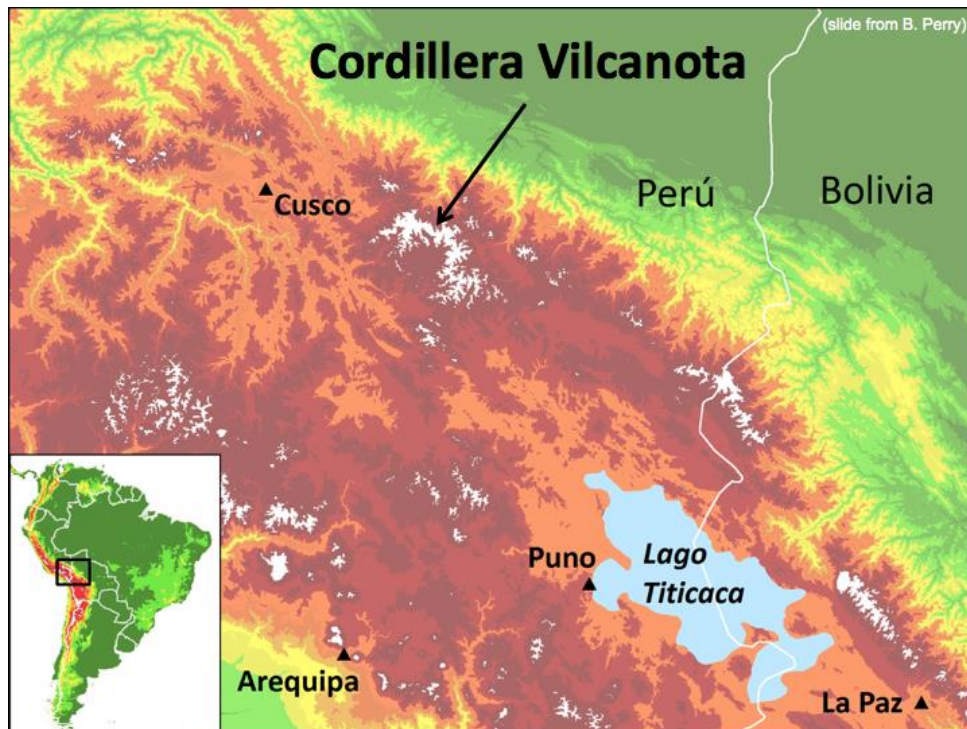 (slide from B. Perry)
Cordillera Vilcanota
Perú
Bolivia
Cusco
Puno
Lago
Titicaca
Arequipa
La Paz